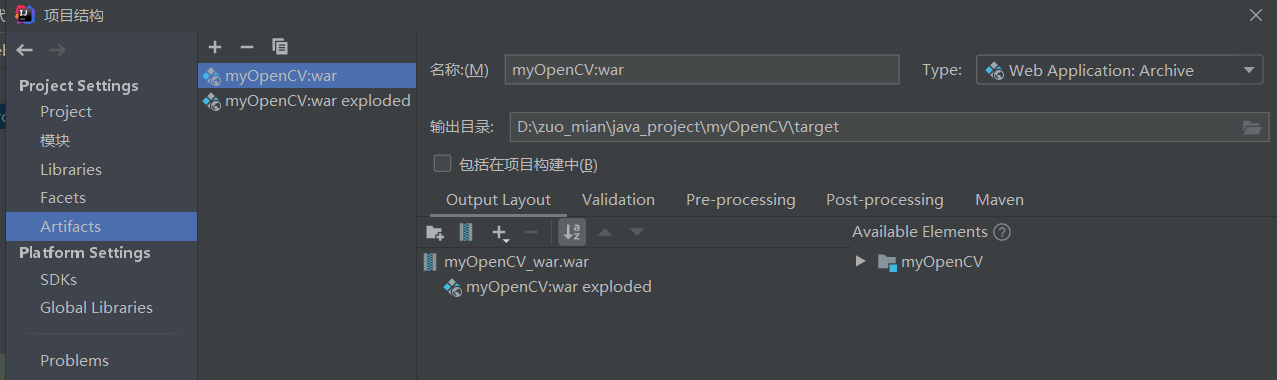 项目结构
Project Settings
Project
模块
Libraries
Facets
Artifacts
Platform Settings
SDKs
Global Libraries
Problems
myOpenCV:war
myOpenCV:war exploded
名称:(M) myOpenCV:war Type: Web Application: Archive
输出目录: D:\zuo_mian\java_project\myOpenCV\target
包括在项目构建中(B)
Output Layout Validation Pre-processing Post-processing Maven
Available Elements ?
myOpenCV_war.war
myOpenCV:war exploded
myOpenCV